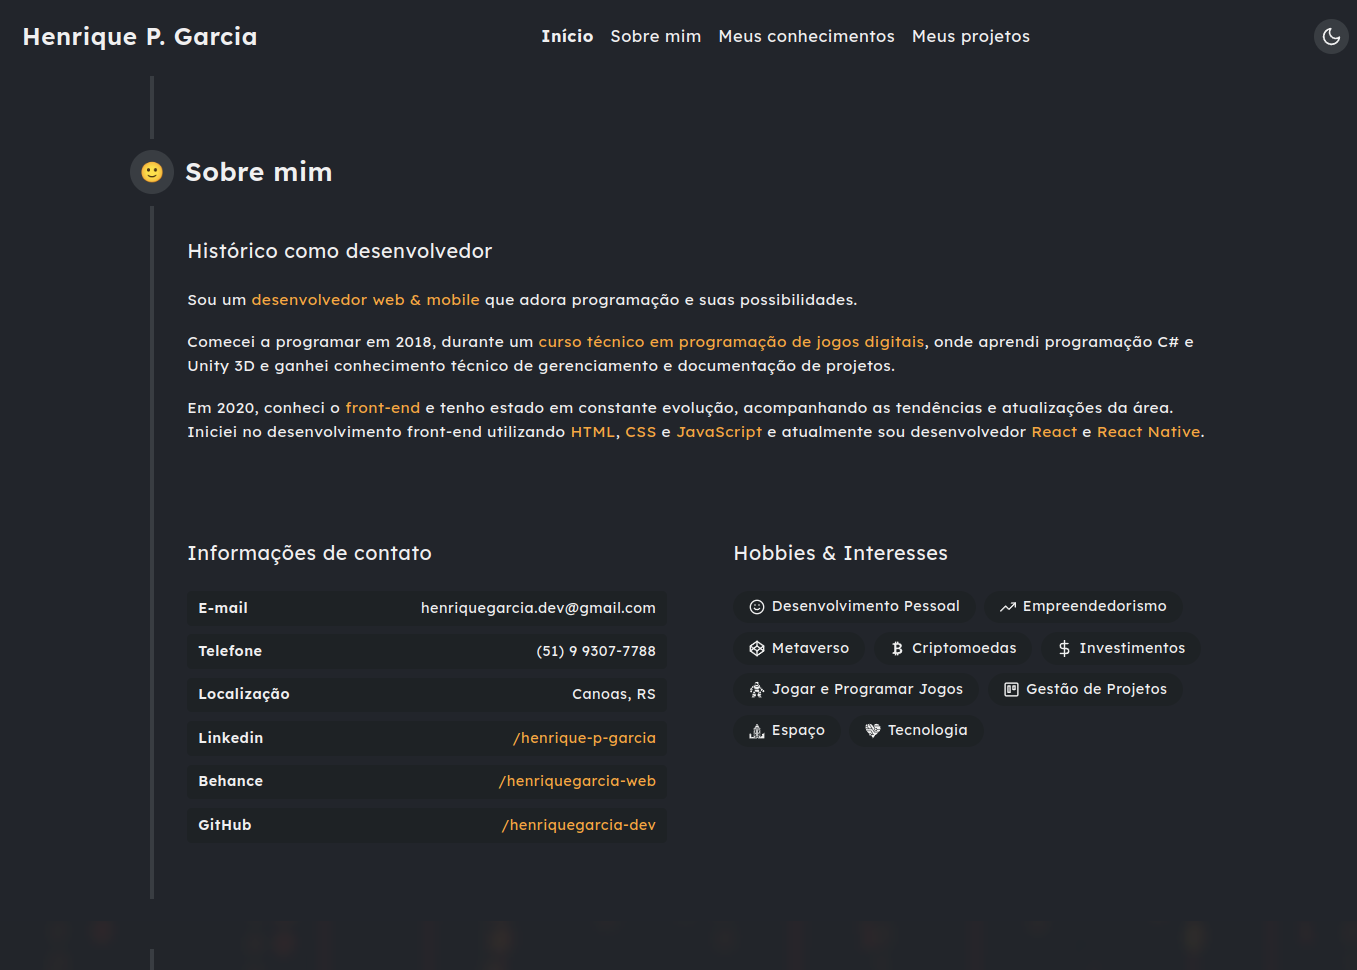 Henrique P. Garcia
Início Sobre mim Meus conhecimentos Meus projetos
Sobre mim
Histórico como desenvolvedor
Sou um desenvolvedor web & mobile que adora programação e suas possibilidades.
Comecei a programar em 2018, durante um curso técnico em programação de jogos digitais, onde aprendi programação C# e
Unity 3D e ganhei conhecimento técnico de gerenciamento e documentação de projetos.
Em 2020, conheci o front-end e tenho estado em constante evolução, acompanhando as tendências e atualizações da área.
Iniciei no desenvolvimento front-end utilizando HTML, CSS e JavaScript e atualmente sou desenvolvedor React e React Native.
Informações de contato
E-mail henriquegarcia.dev@gmail.com
Telefone (51) 9 9307-7788
Localização Canoas, RS
Linkedin /henrique-p-garcia
Behance /henriquegarcia-web
GitHub /henriquegarcia-dev
Hobbies & Interesses
Desenvolvimento Pessoal Empreendedorismo
Metaverso Criptomoedas Investimentos
Jogar e Programar Jogos Gestão de Projetos
Espaço Tecnologia